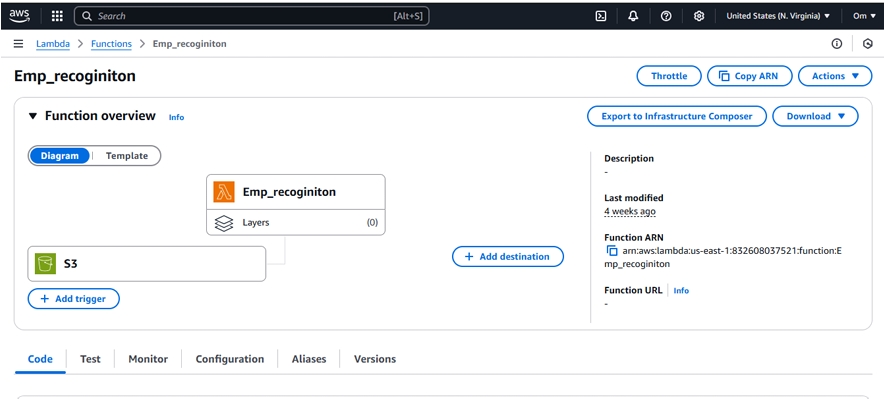 aws Search [Alt+S] United States (N. Virginia) Om
Lambda > Functions > Emp_recoginiton
Emp_recoginiton Throttle Copy ARN Actions
Function overview Info Export to Infrastructure Composer Download
Diagram Template
Emp_recoginiton
Layers (0)
S3
+ Add trigger
+ Add destination
Description
-
Last modified
4 weeks ago
Function ARN
arn:aws:lambda:us-east-1:832608037521:function:E
mp_recoginiton
Function URL Info
-
Code Test Monitor Configuration Aliases Versions